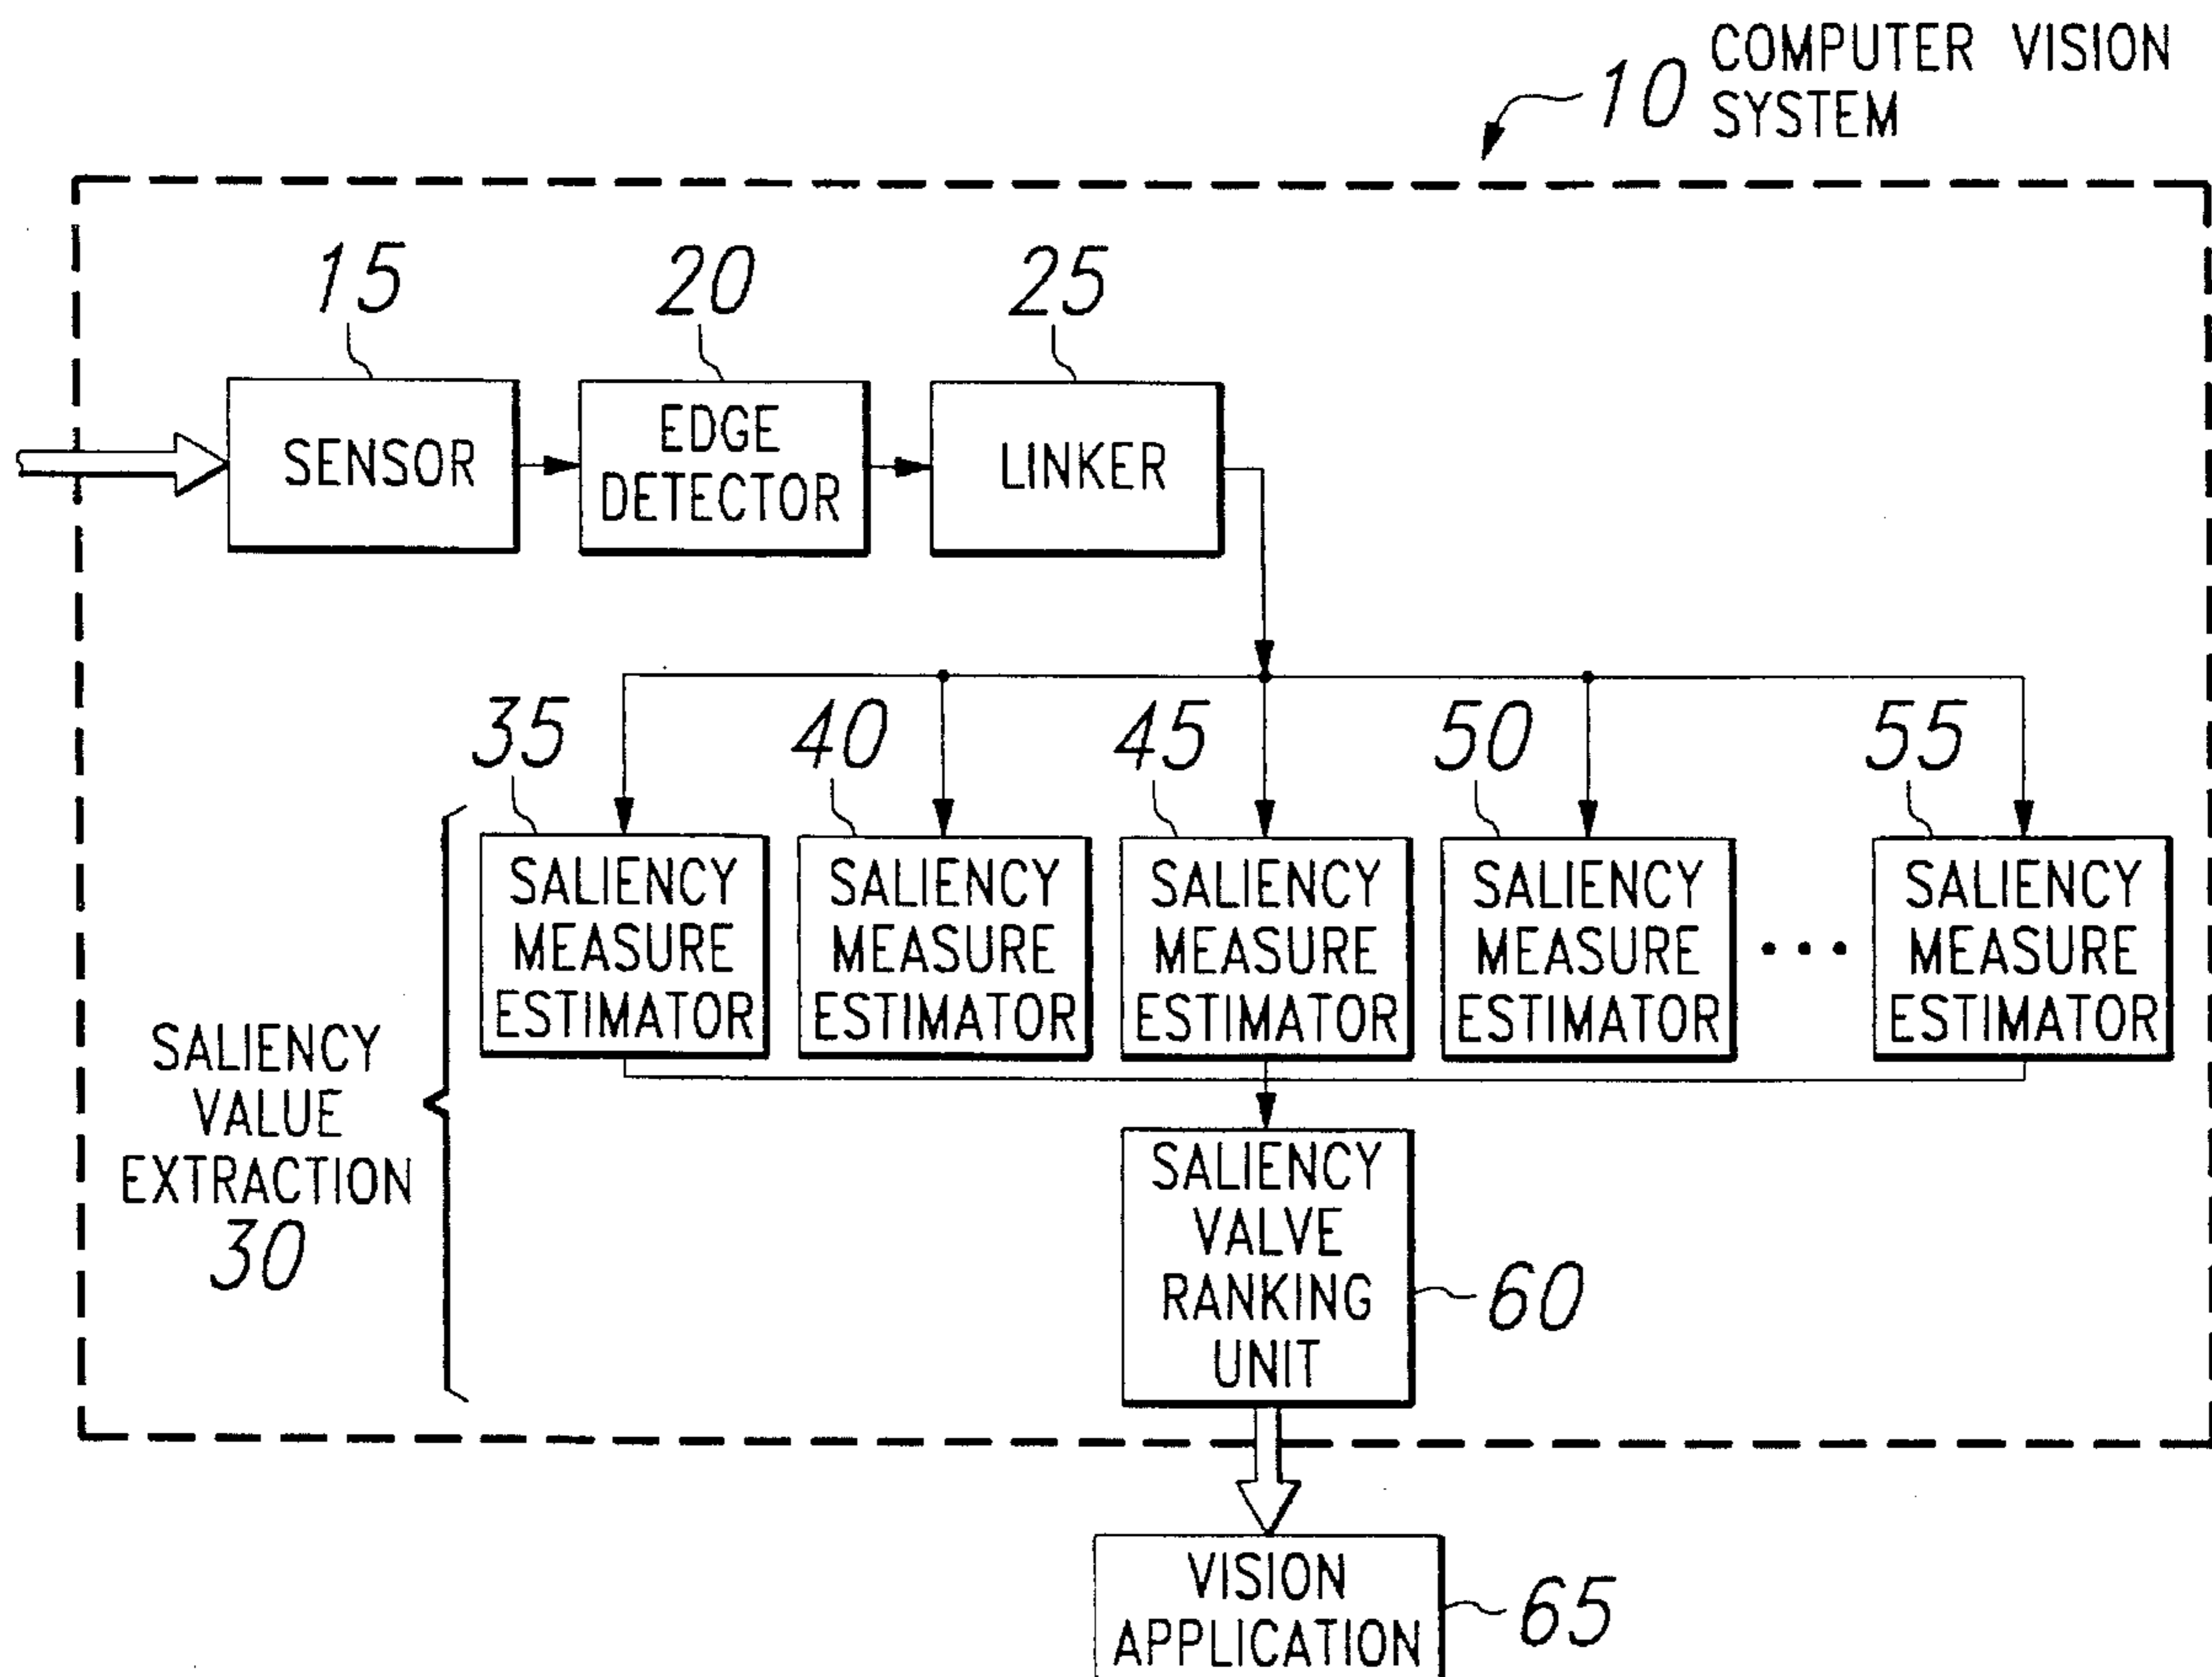 10 COMPUTER VISION
SYSTEM
15
20
25
SENSOR
EDGE
DETECTOR
LINKER
35
40
45
50
55
SALIENCY
MEASURE
ESTIMATOR
SALIENCY
MEASURE
ESTIMATOR
SALIENCY
MEASURE
ESTIMATOR
SALIENCY
MEASURE
ESTIMATOR
...
SALIENCY
MEASURE
ESTIMATOR
SALIENCY
VALUE
EXTRACTION
30
SALIENCY
VALVE
RANKING
UNIT
60
VISION
APPLICATION
65